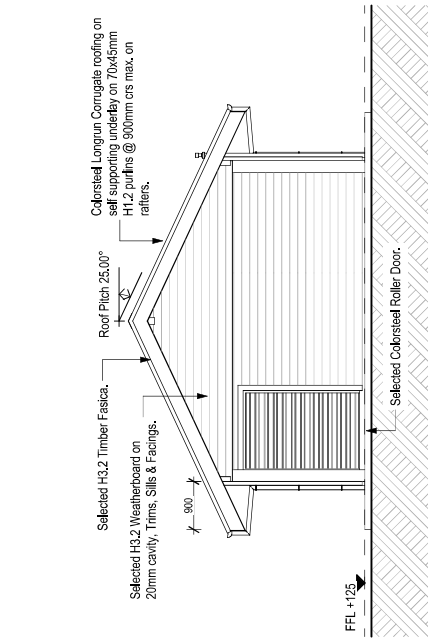 Colorsteel Longrun Corrugate roofing on
self supporting underlay on 70x45mm
H1.2 purlins @ 900mm crs max. on
rafters.
Roof Pitch 25.00°
Selected H3.2 Timber Fasica.
Selected H3.2 Weatherboard on
20mm cavity, Trims, Sills & Facings.
900
Selected Colorsteel Roller Door.
FFL +125